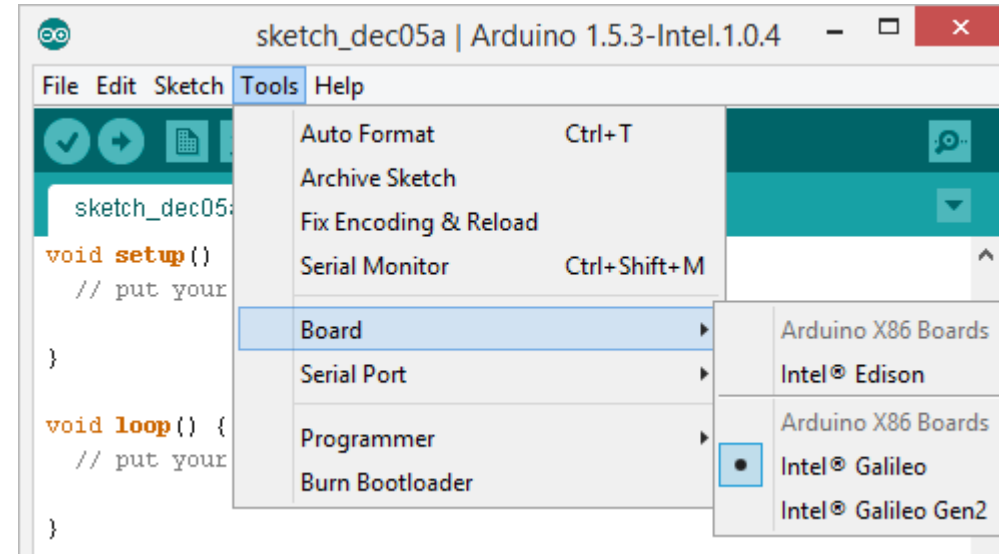 sketch_dec05a | Arduino 1.5.3-Intel.1.0.4
File Edit Sketch Tools Help
Auto Format Ctrl+T
Archive Sketch
sketch_dec05a
Fix Encoding & Reload
void setup()
Serial Monitor Ctrl+Shift+M
// put your
Board
Arduino X86 Boards
}
Serial Port
Intel® Edison
void loop() {
Arduino X86 Boards
Programmer
// put your
Intel® Galileo
Burn Bootloader
Intel® Galileo Gen2
}